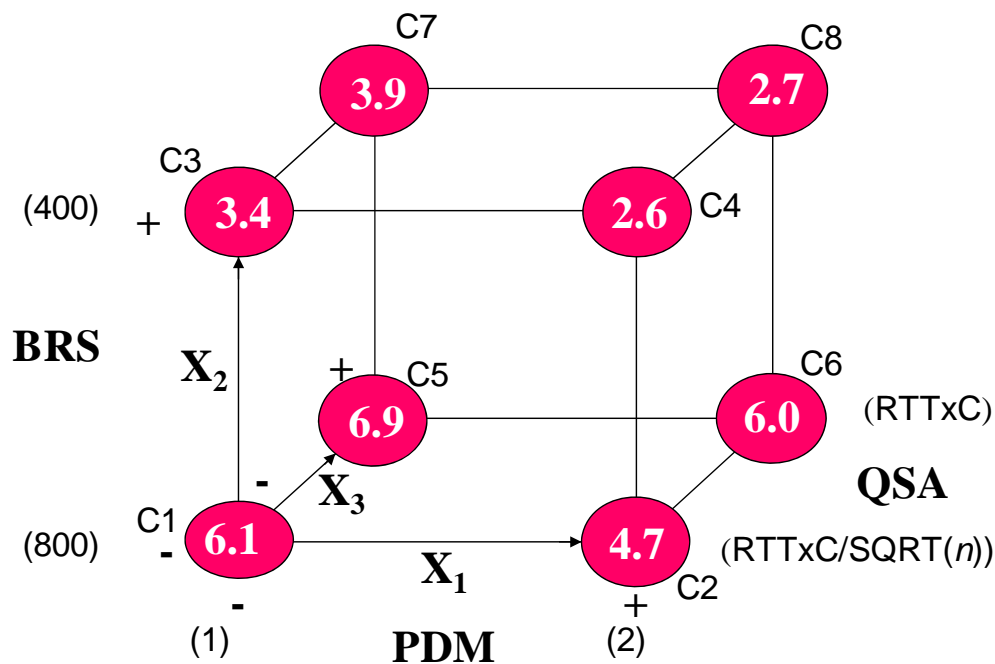 C7
C8
3.9
2.7
C3
(400)
+
3.4
2.6
C4
BRS
X₂
+
C5
C6
6.9
6.0
(RTTxC)
-
X₃
QSA
C1
(800)
-
6.1
4.7
(RTTxC/SQRT(n))
X₁
C2
-
+
(1)
PDM
(2)